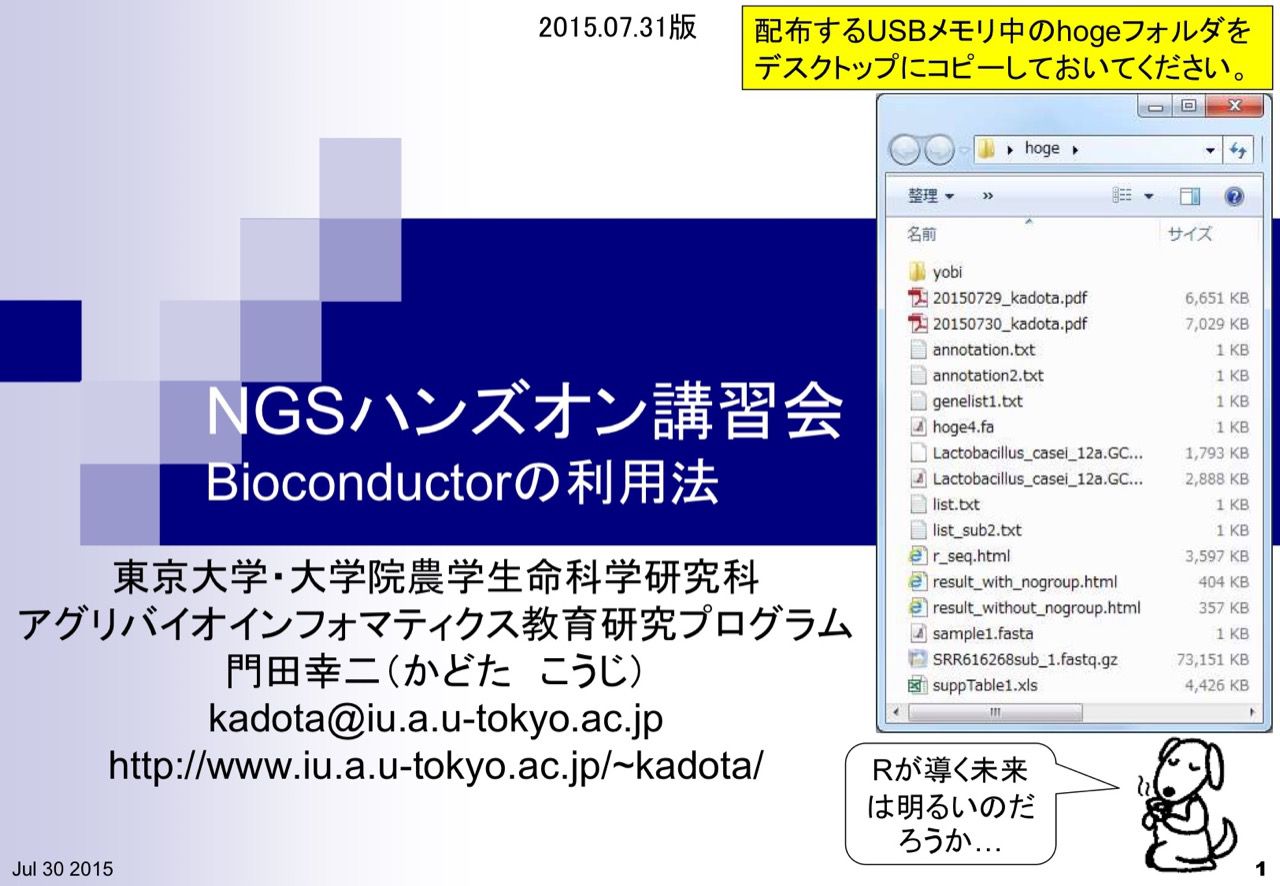 2015.07.31版
配布するUSBメモリ中のhogeフォルダを
デスクトップにコピーしておいてください。
hoge
整理
»
名前 サイズ
yobi
20150729_kadota.pdf 6,651 KB
20150730_kadota.pdf 7,029 KB
annotation.txt 1 KB
annotation2.txt 1 KB
genelist1.txt 1 KB
hoge4.fa 1 KB
Lactobacillus_casei_12a.GC... 1,793 KB
Lactobacillus_casei_12a.GC... 2,888 KB
list.txt 1 KB
list_sub2.txt 1 KB
r_seq.html 3,597 KB
result_with_nogroup.html 404 KB
result_without_nogroup.html 357 KB
sample1.fasta 1 KB
SRR616268sub_1.fastq.gz 73,151 KB
suppTable1.xls 4,426 KB
NGSハンズオン講習会
Bioconductorの利用法
東京大学・大学院農学生命科学研究科
アグリバイオインフォマティクス教育研究プログラム
門田幸二（かどた　こうじ）
kadota@iu.a.u-tokyo.ac.jp
http://www.iu.a.u-tokyo.ac.jp/~kadota/
Rが導く未来
は明るいのだ
ろうか…
Jul 30 2015
1